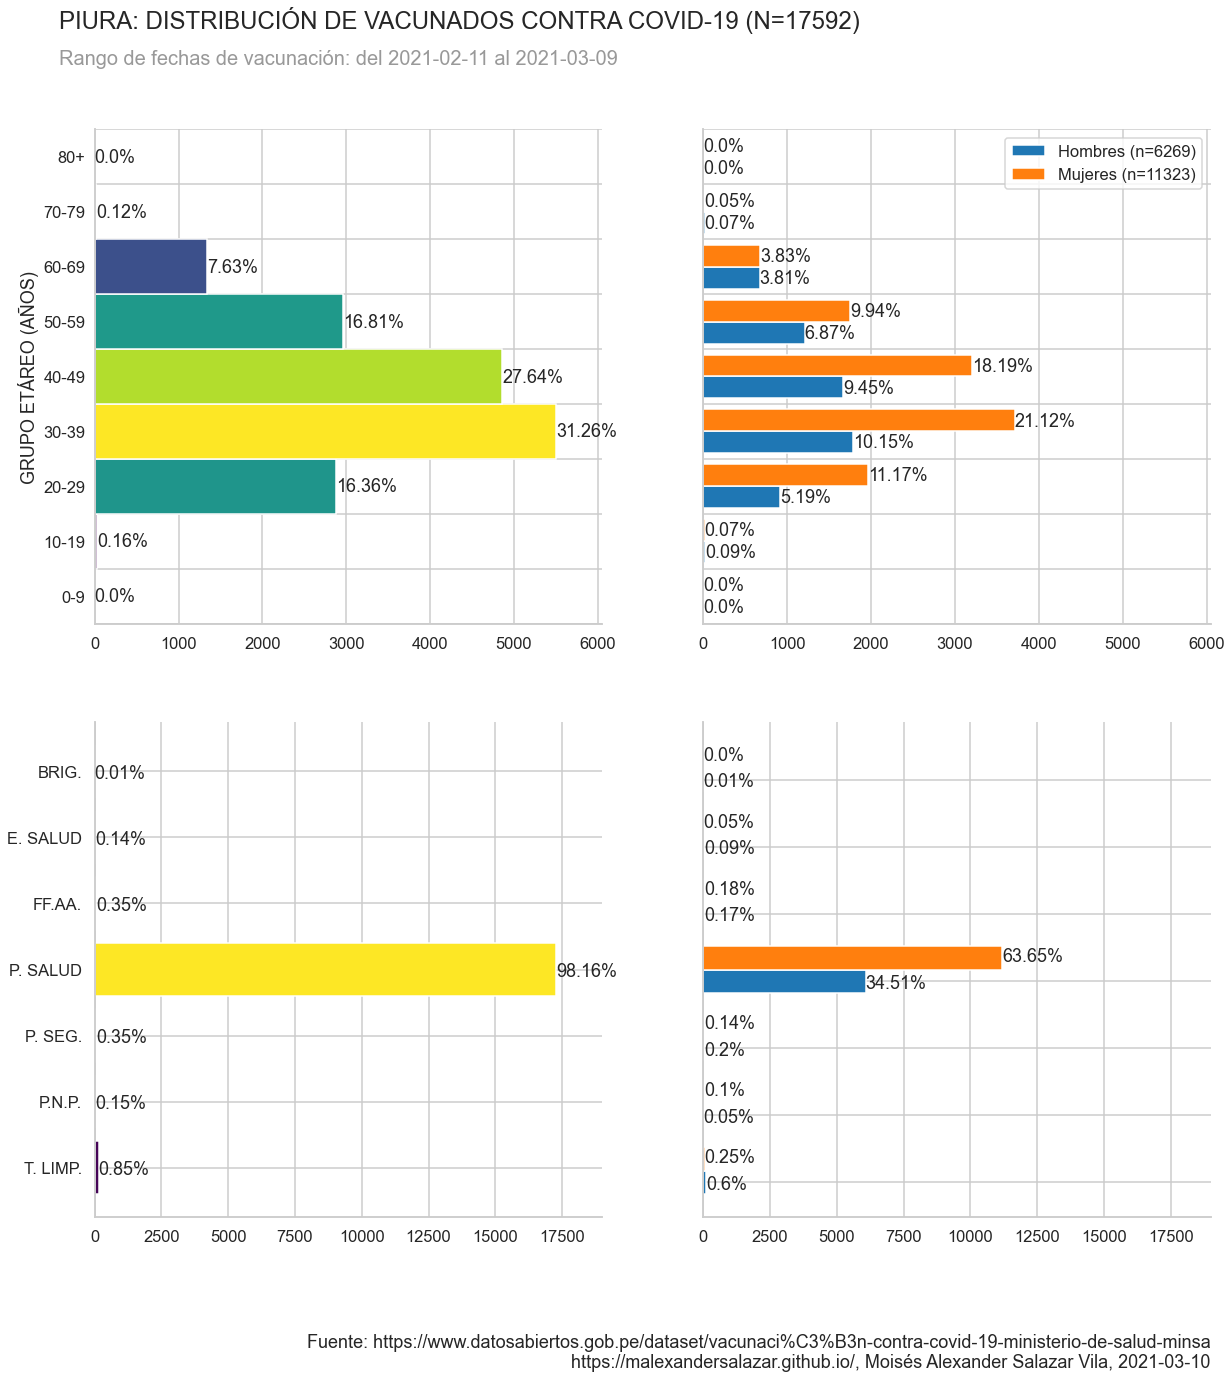 PIURA: DISTRIBUCIÓN DE VACUNADOS CONTRA COVID-19 (N=17592)
Rango de fechas de vacunación: del 2021-02-11 al 2021-03-09
GRUPO ETÁREO (AÑOS)
80+ 0.0%
70-79 0.12%
60-69 7.63%
50-59 16.81%
40-49 27.64%
30-39 31.26%
20-29 16.36%
10-19 0.16%
0-9 0.0%
0 1000 2000 3000 4000 5000 6000
Hombres (n=6269)
Mujeres (n=11323)
0.0%
0.0%
0.05%
0.07%
3.83%
3.81%
9.94%
6.87%
18.19%
9.45%
21.12%
10.15%
11.17%
5.19%
0.07%
0.09%
0.0%
0.0%
0 1000 2000 3000 4000 5000 6000
BRIG. 0.01%
E. SALUD 0.14%
FF.AA. 0.35%
P. SALUD 98.16%
P. SEG. 0.35%
P.N.P. 0.15%
T. LIMP. 0.85%
0 2500 5000 7500 10000 12500 15000 17500
0.0%
0.01%
0.05%
0.09%
0.18%
0.17%
63.65%
34.51%
0.14%
0.2%
0.1%
0.05%
0.25%
0.6%
0 2500 5000 7500 10000 12500 15000 17500
Fuente: https://www.datosabiertos.gob.pe/dataset/vacunaci%C3%B3n-contra-covid-19-ministerio-de-salud-minsa
https://malexandersalazar.github.io/, Moisés Alexander Salazar Vila, 2021-03-10